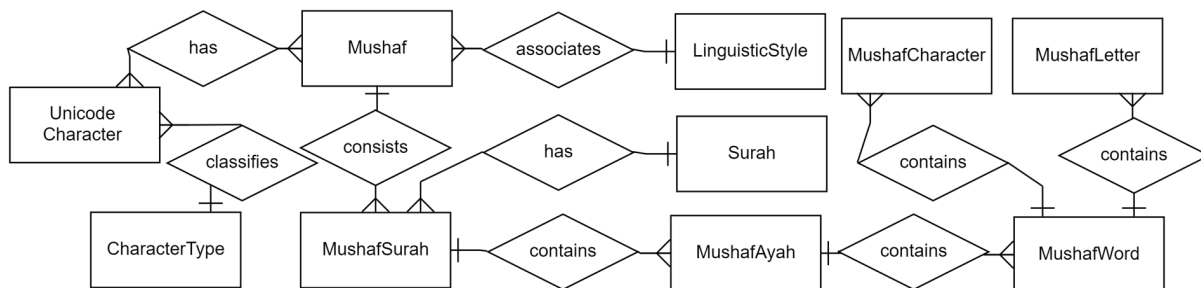 has
Mushaf
associates
LinguisticStyle
MushafCharacter
MushafLetter
Unicode
Character
classifies
consists
has
Surah
contains
contains
CharacterType
MushafSurah
contains
MushafAyah
contains
MushafWord